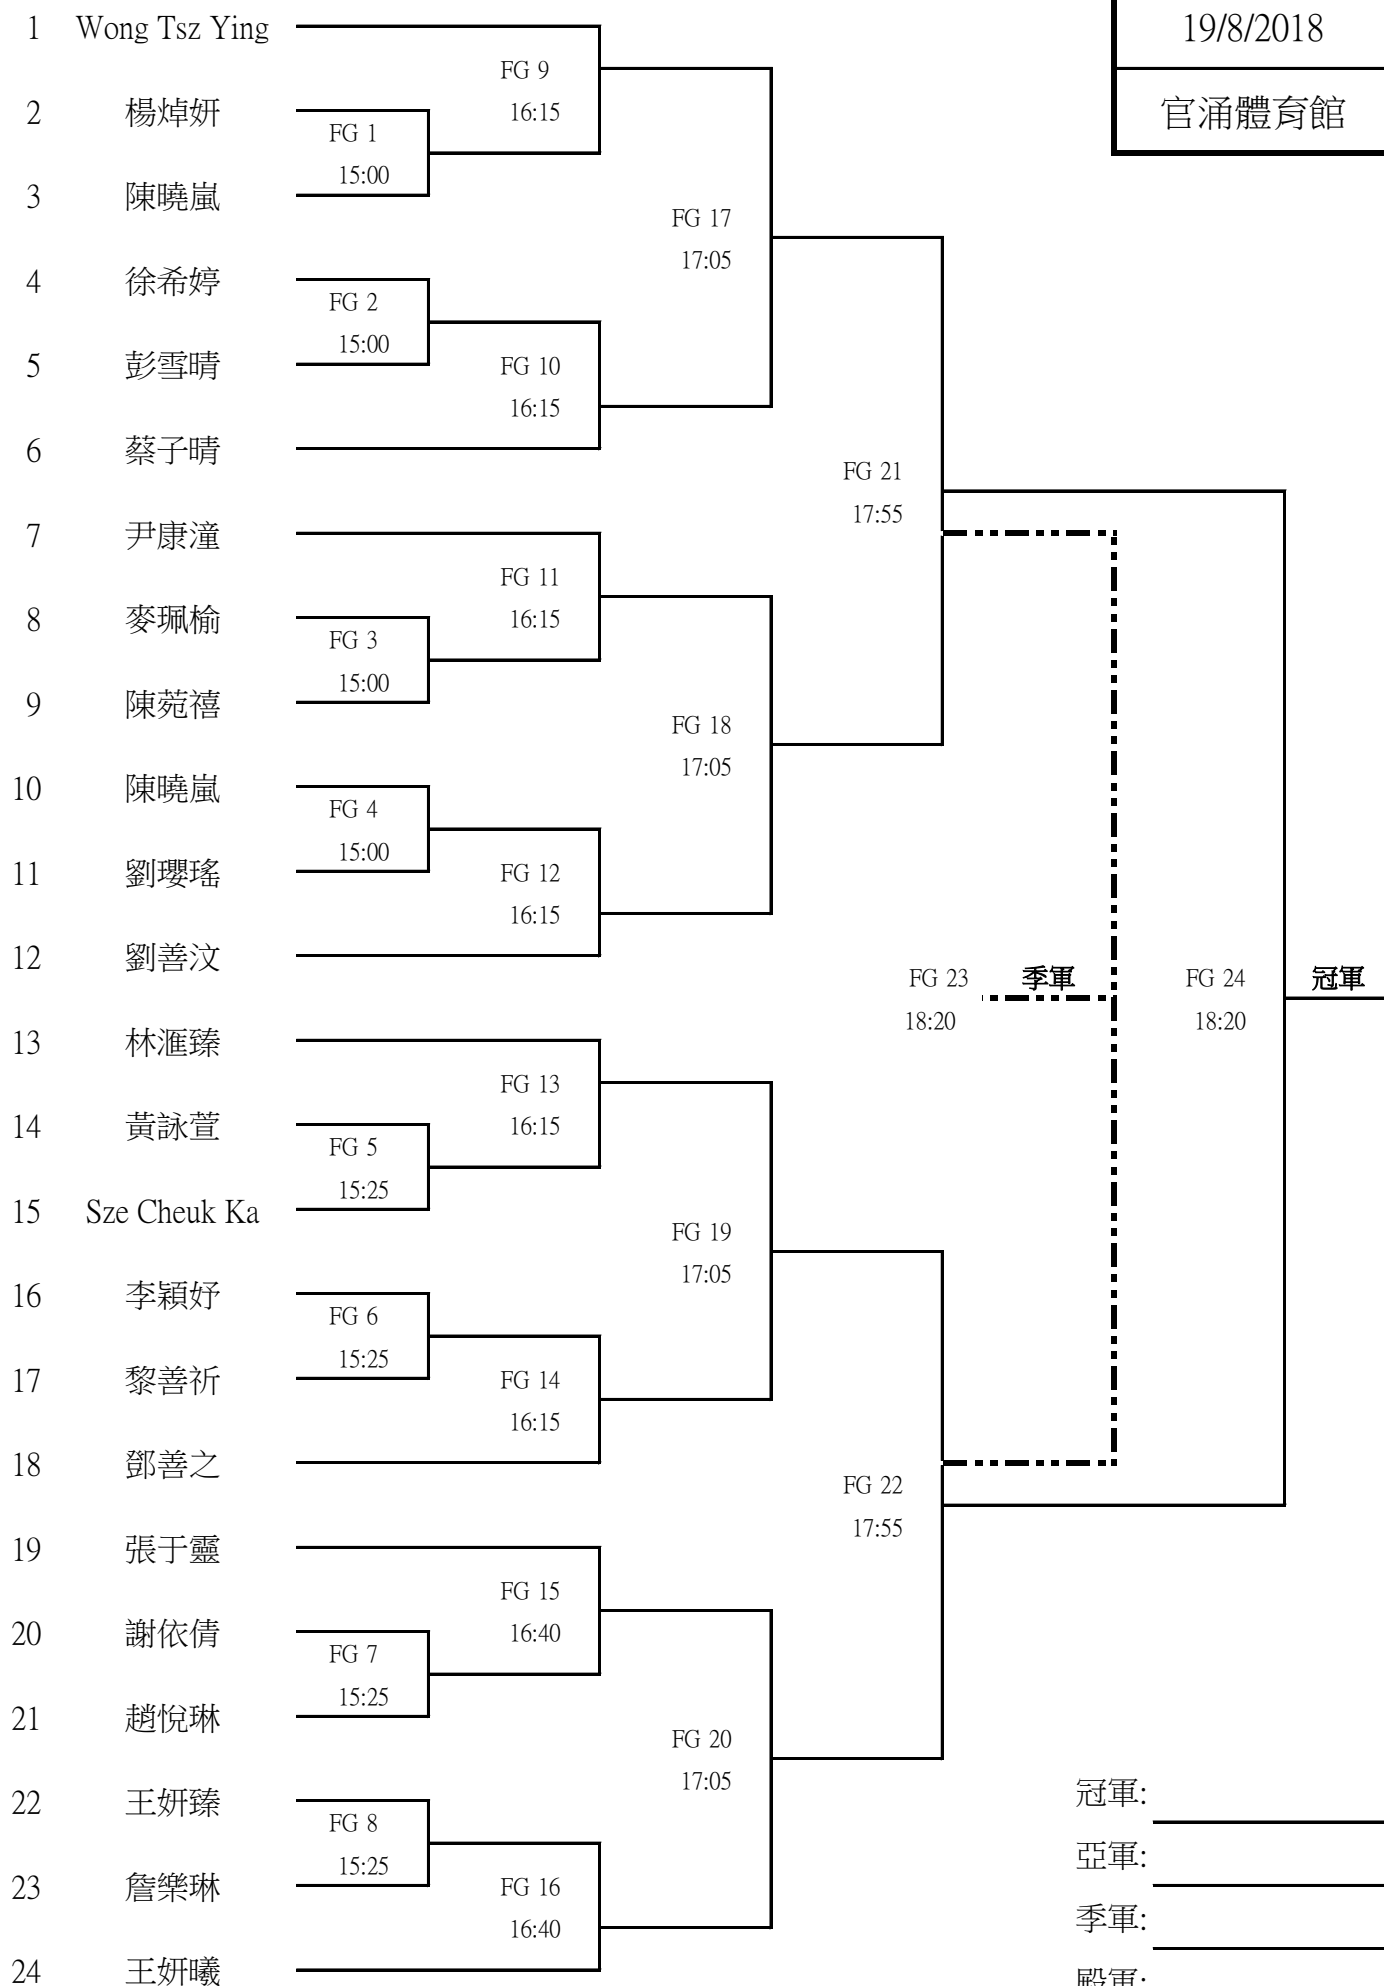 1 Wong Tsz Ying
19/8/2018
FG 9
16:15
官涌體育館
2 楊焯妍
FG 1
15:00
3 陳曉嵐
FG 17
17:05
4 徐希婷
FG 2
15:00
5 彭雪晴
FG 10
16:15
6 蔡子晴
FG 21
17:55
7 尹康潼
FG 11
16:15
8 麥珮榆
FG 3
15:00
9 陳菀禧
FG 18
17:05
10 陳曉嵐
FG 4
15:00
11 劉瓔瑤
FG 12
16:15
12 劉善汶
FG 23 季軍 FG 24 冠軍
18:20 18:20
13 林滙臻
FG 13
16:15
14 黃詠萱
FG 5
15:25
15 Sze Cheuk Ka
FG 19
17:05
16 李穎妤
FG 6
15:25
17 黎善祈
FG 14
16:15
18 鄧善之
FG 22
17:55
19 張于靈
FG 15
16:40
20 謝依倩
FG 7
15:25
21 趙悅琳
FG 20
17:05
22 王妍臻
冠軍:
FG 8
15:25
亞軍:
23 詹樂琳
FG 16
16:40
季軍:
24 王妍曦
殿軍: